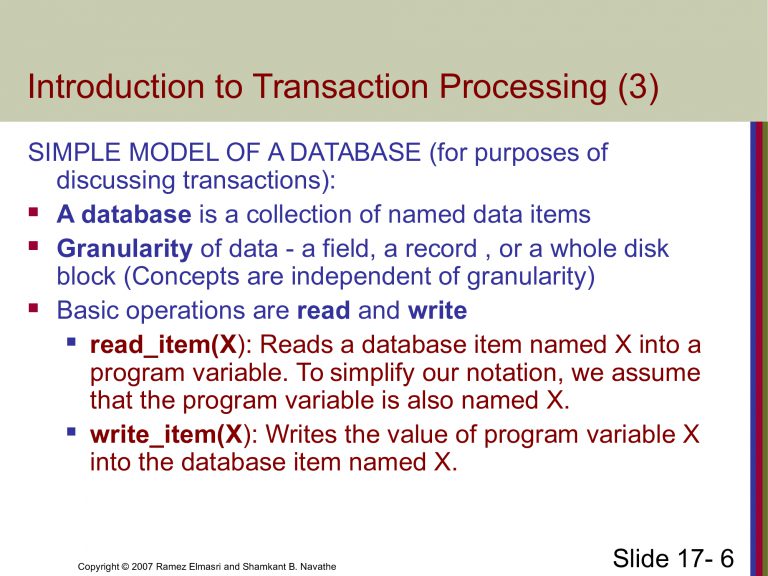 Introduction to Transaction Processing (3)
SIMPLE MODEL OF A DATABASE (for purposes of
discussing transactions):
A database is a collection of named data items
Granularity of data - a field, a record , or a whole disk
block (Concepts are independent of granularity)
Basic operations are read and write
read_item(X): Reads a database item named X into a
program variable. To simplify our notation, we assume
that the program variable is also named X.
write_item(X): Writes the value of program variable X
into the database item named X.
Copyright © 2007 Ramez Elmasri and Shamkant B. Navathe
Slide 17- 6